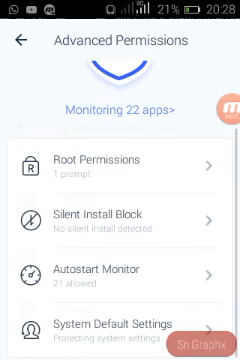 21% 20:28
Advanced Permissions
Monitoring 22 apps>
Root Permissions
1 prompt
Silent Install Block
No silent install detected
Autostart Monitor
21 allowed
System Default Settings
Protecting system settings
Sn Graphx